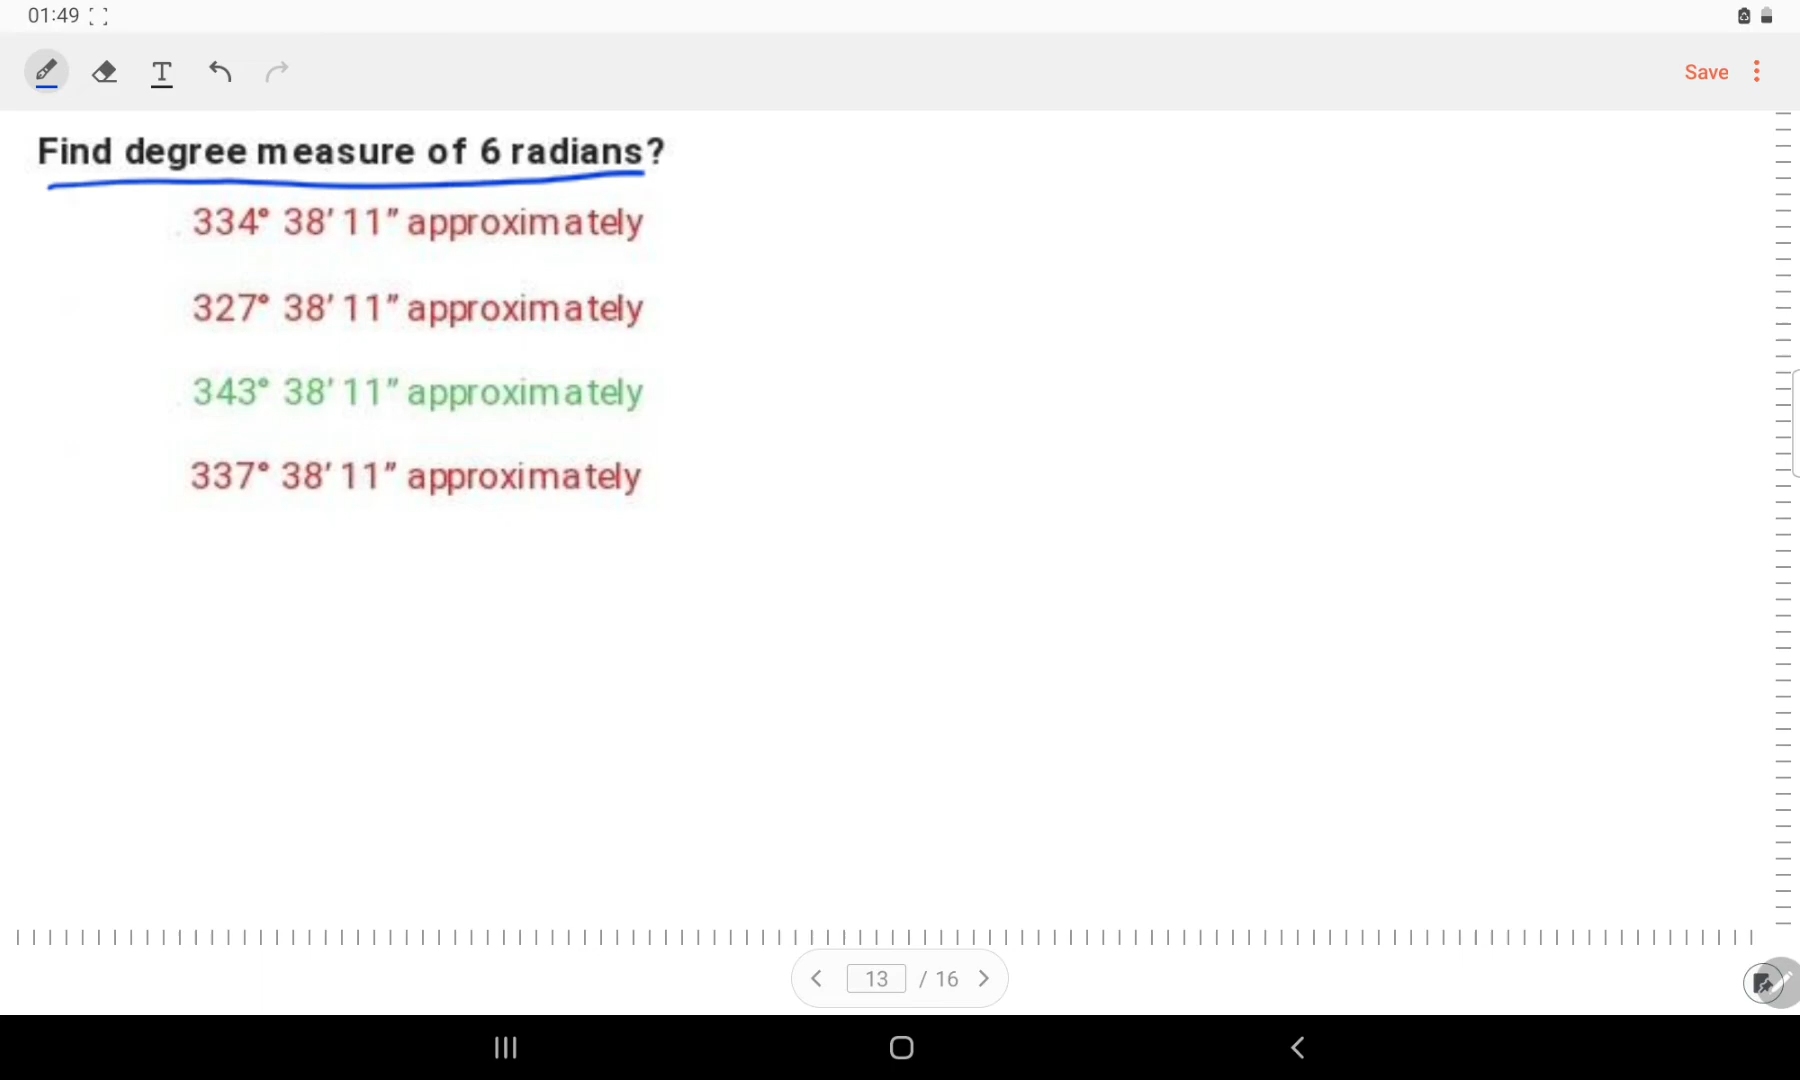 01:49
Save
Find degree measure of 6 radians?
334° 38′ 11″ approximately
327° 38′ 11″ approximately
343° 38′ 11″ approximately
337° 38′ 11″ approximately
13 / 16